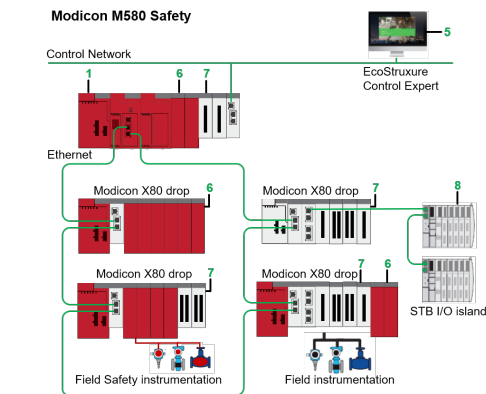 Modicon M580 Safety
5
Control Network
1
6
7
EcoStruxure
Control Expert
Ethernet
Modicon X80 drop
6
Modicon X80 drop
7
8
Modicon X80 drop
7
Modicon X80 drop
7
6
STB I/O island
Field Safety instrumentation
Field instrumentation